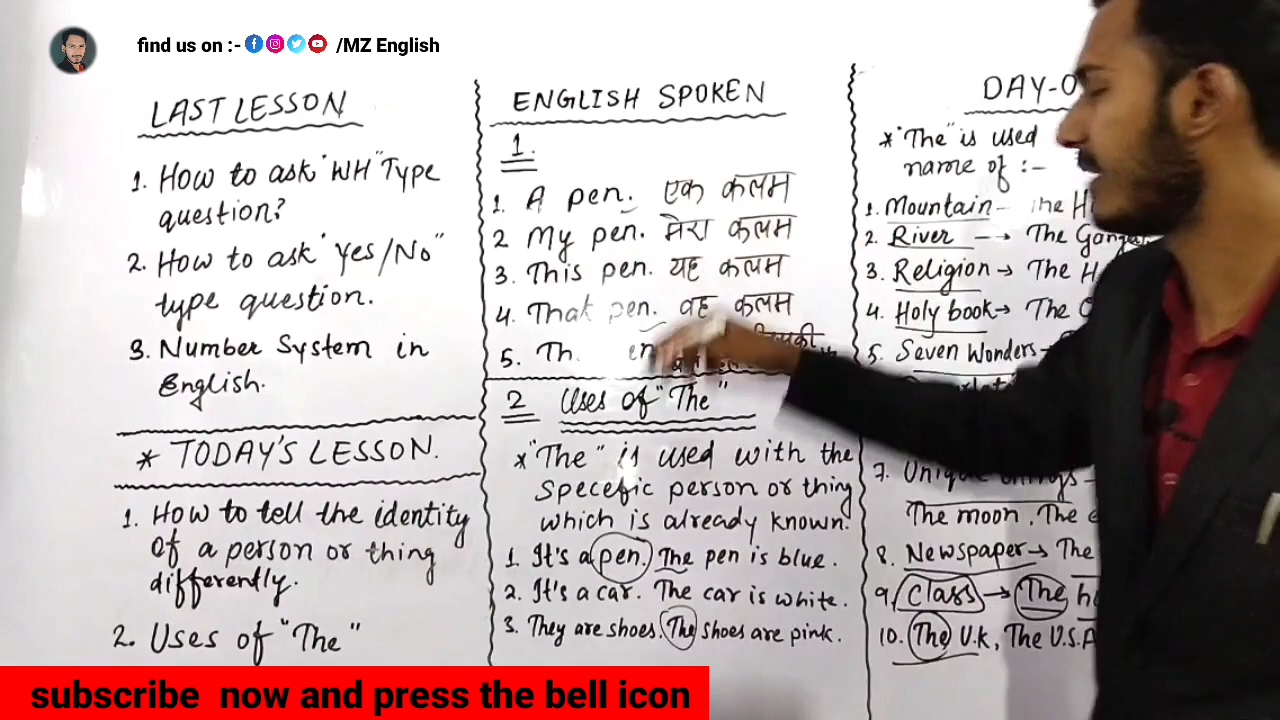 find us on :- /MZ English
LAST LESSON
1. How to ask "WH" Type
question?
2. How to ask "Yes/No"
type question.
3. Number System in
English.
* TODAY'S LESSON.
1. How to tell the identity
of a person or thing
differently.
2. Uses of "The"
ENGLISH SPOKEN
1.
1. A pen. एक कलम
2 My pen. मेरा कलम
3. This pen. यह कलम
4. That pen. वह कलम
5.
2 Uses of "The"
* "The" is used with the
specefic person or thing
which is already known.
1. It's a pen. The pen is blue.
2. It's a car. The car is white.
3. They are shoes. The shoes are pink.
DAY-0
* "The" is used
name of :-
1. Mountain-
2. River → The Ganges
3. Religion → The H
4. Holy book → The
5. Seven Wonders-
7. Unique things-
The moon. The
8. Newspaper → The
9. Class → The
10. The U.K, The U.S.A
subscribe now and press the bell icon